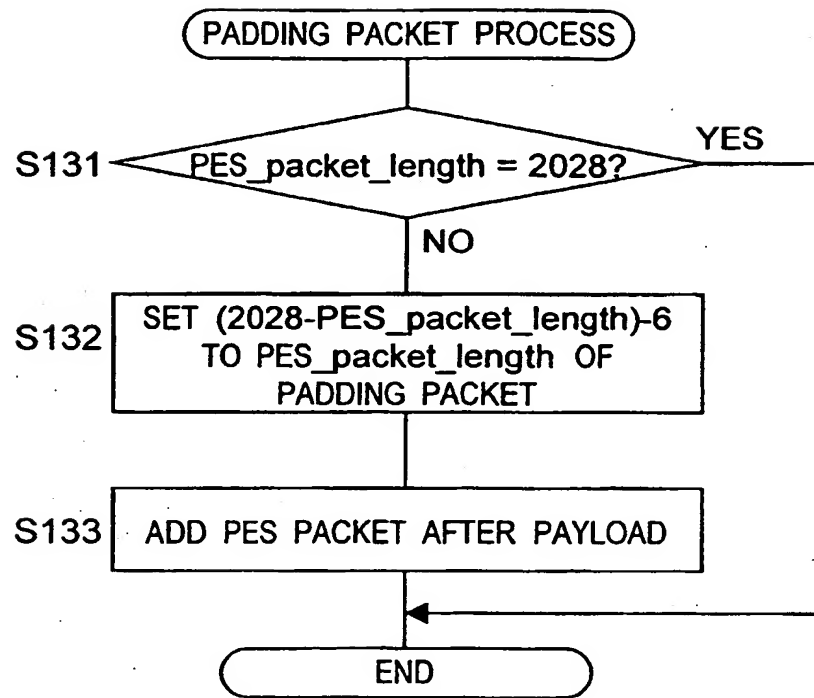 PADDING PACKET PROCESS
YES
S131
PES_packet_length = 2028?
NO
S132
SET (2028-PES_packet_length)-6
TO PES_packet_length OF
PADDING PACKET
S133
ADD PES PACKET AFTER PAYLOAD
END